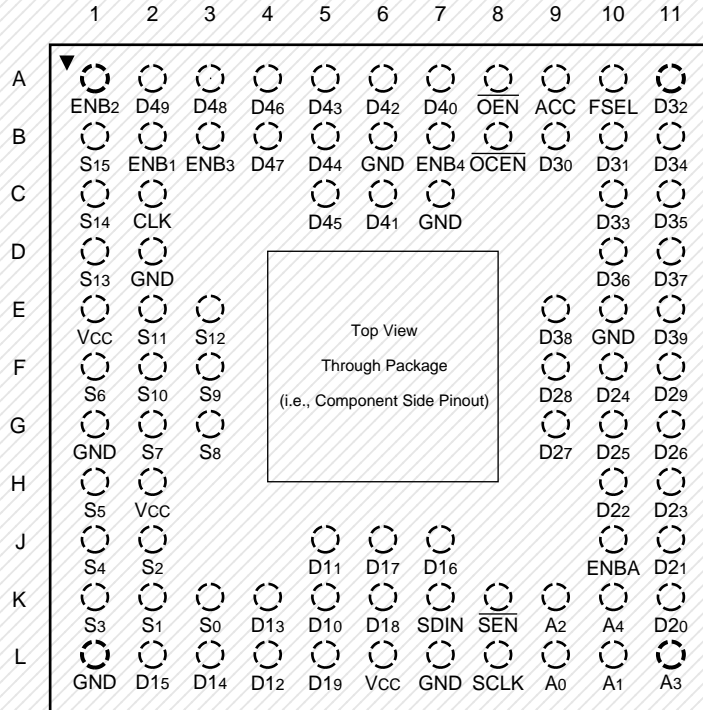 1 2 3 4 5 6 7 8 9 10 11
A
ENB2 D49 D48 D46 D43 D42 D40 OEN ACC FSEL D32
B
S15 ENB1 ENB3 D47 D44 GND ENB4 OCEN D30 D31 D34
C
S14 CLK D45 D41 GND D33 D35
D
S13 GND D36 D37
E
VCC S11 S12 D38 GND D39
Top View
F
Through Package
S6 S10 S9 D28 D24 D29
(i.e., Component Side Pinout)
G
GND S7 S8 D27 D25 D26
H
S5 VCC D22 D23
J
S4 S2 D11 D17 D16 ENBA D21
K
S3 S1 S0 D13 D10 D18 SDIN SEN A2 A4 D20
L
GND D15 D14 D12 D19 VCC GND SCLK A0 A1 A3